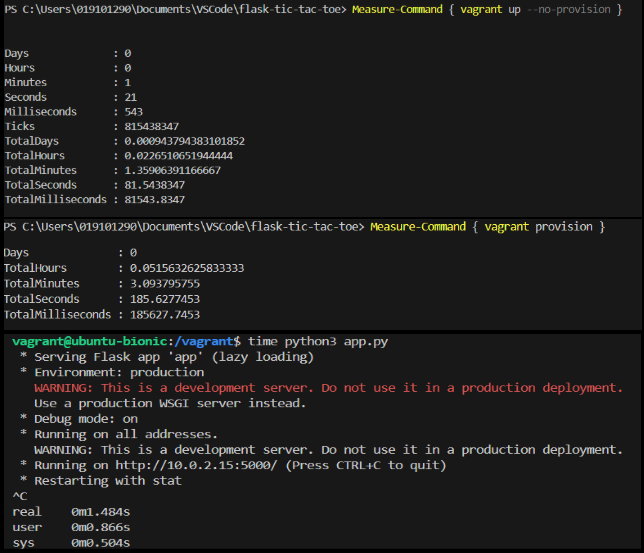 PS C:\Users\019101290\Documents\VSCode\flask-tic-tac-toe> Measure-Command { vagrant up --no-provision }
Days : 0
Hours : 0
Minutes : 1
Seconds : 21
Milliseconds : 543
Ticks : 815438347
TotalDays : 0.000943794383101852
TotalHours : 0.0226510651944444
TotalMinutes : 1.35906391166667
TotalSeconds : 81.5438347
TotalMilliseconds : 81543.8347
PS C:\Users\019101290\Documents\VSCode\flask-tic-tac-toe> Measure-Command { vagrant provision }
Days : 0
TotalHours : 0.0515632625833333
TotalMinutes : 3.093795755
TotalSeconds : 185.6277453
TotalMilliseconds : 185627.7453
vagrant@ubuntu-bionic:/vagrant$ time python3 app.py
* Serving Flask app 'app' (lazy loading)
* Environment: production
WARNING: This is a development server. Do not use it in a production deployment.
Use a production WSGI server instead.
* Debug mode: on
* Running on all addresses.
WARNING: This is a development server. Do not use it in a production deployment.
* Running on http://10.0.2.15:5000/ (Press CTRL+C to quit)
* Restarting with stat
^C
real 0m1.484s
user 0m0.866s
sys 0m0.504s